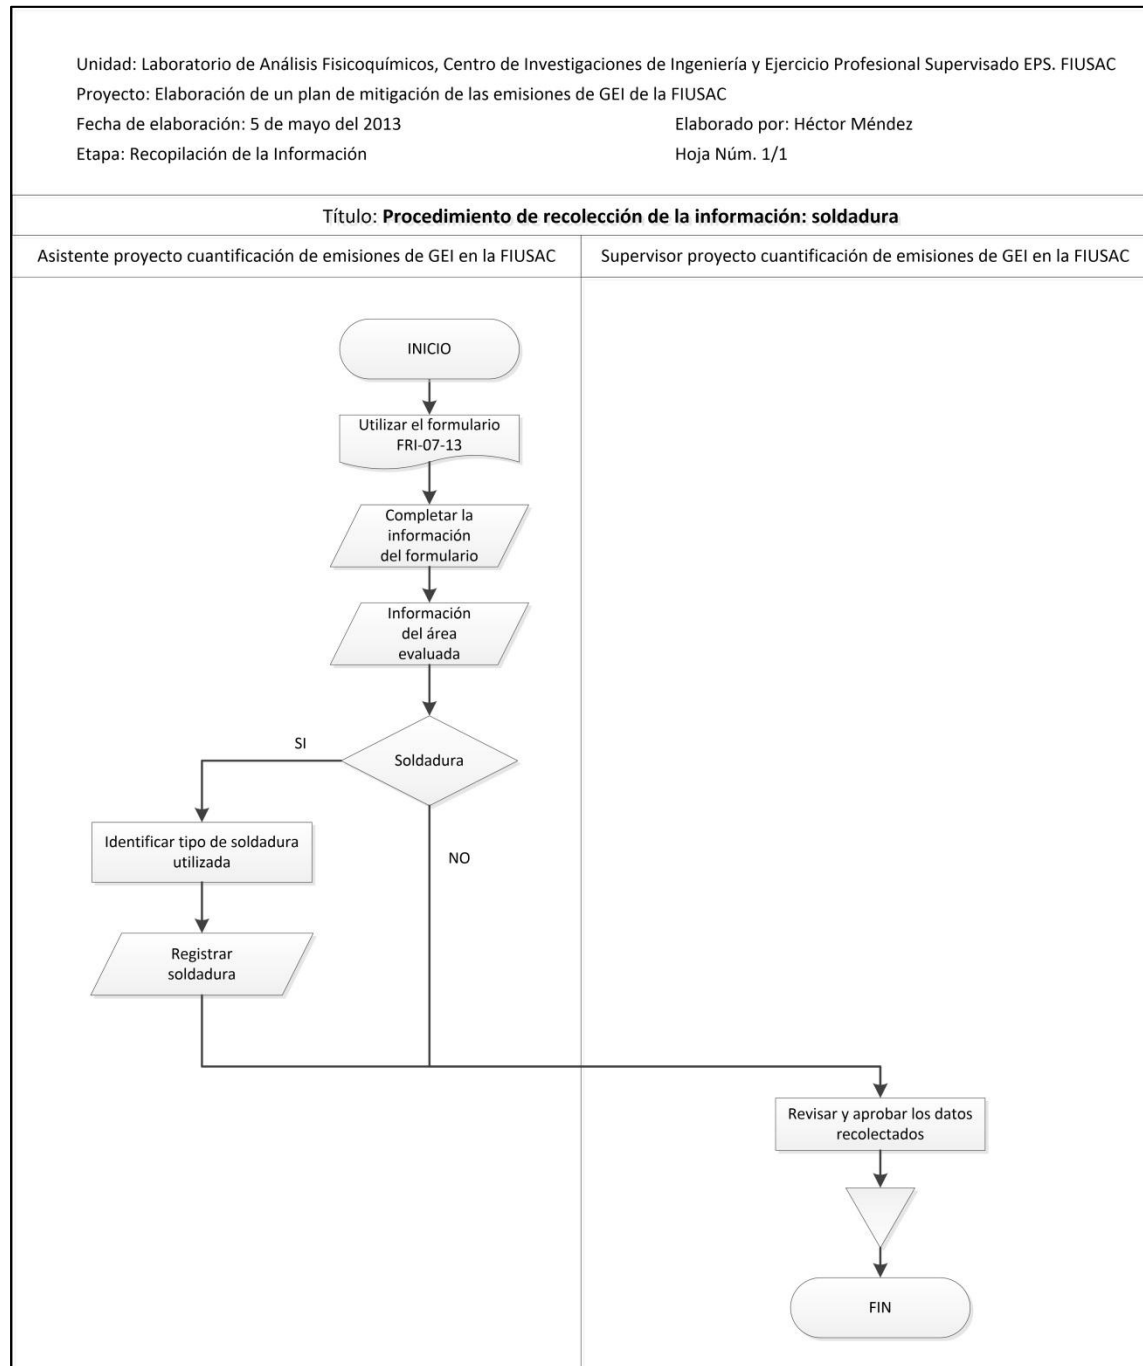 Unidad: Laboratorio de Análisis Fisicoquímicos, Centro de Investigaciones de Ingeniería y Ejercicio Profesional Supervisado EPS. FIUSAC
Proyecto: Elaboración de un plan de mitigación de las emisiones de GEI de la FIUSAC
Fecha de elaboración: 5 de mayo del 2013
Elaborado por: Héctor Méndez
Etapa: Recopilación de la Información
Hoja Núm. 1/1
Título: Procedimiento de recolección de la información: soldadura
Asistente proyecto cuantificación de emisiones de GEI en la FIUSAC
Supervisor proyecto cuantificación de emisiones de GEI en la FIUSAC
INICIO
Utilizar el formulario
FRI-07-13
Completar la
información
del formulario
Información
del área
evaluada
Soldadura
SI
NO
Identificar tipo de soldadura
utilizada
Registrar
soldadura
Revisar y aprobar los datos
recolectados
FIN